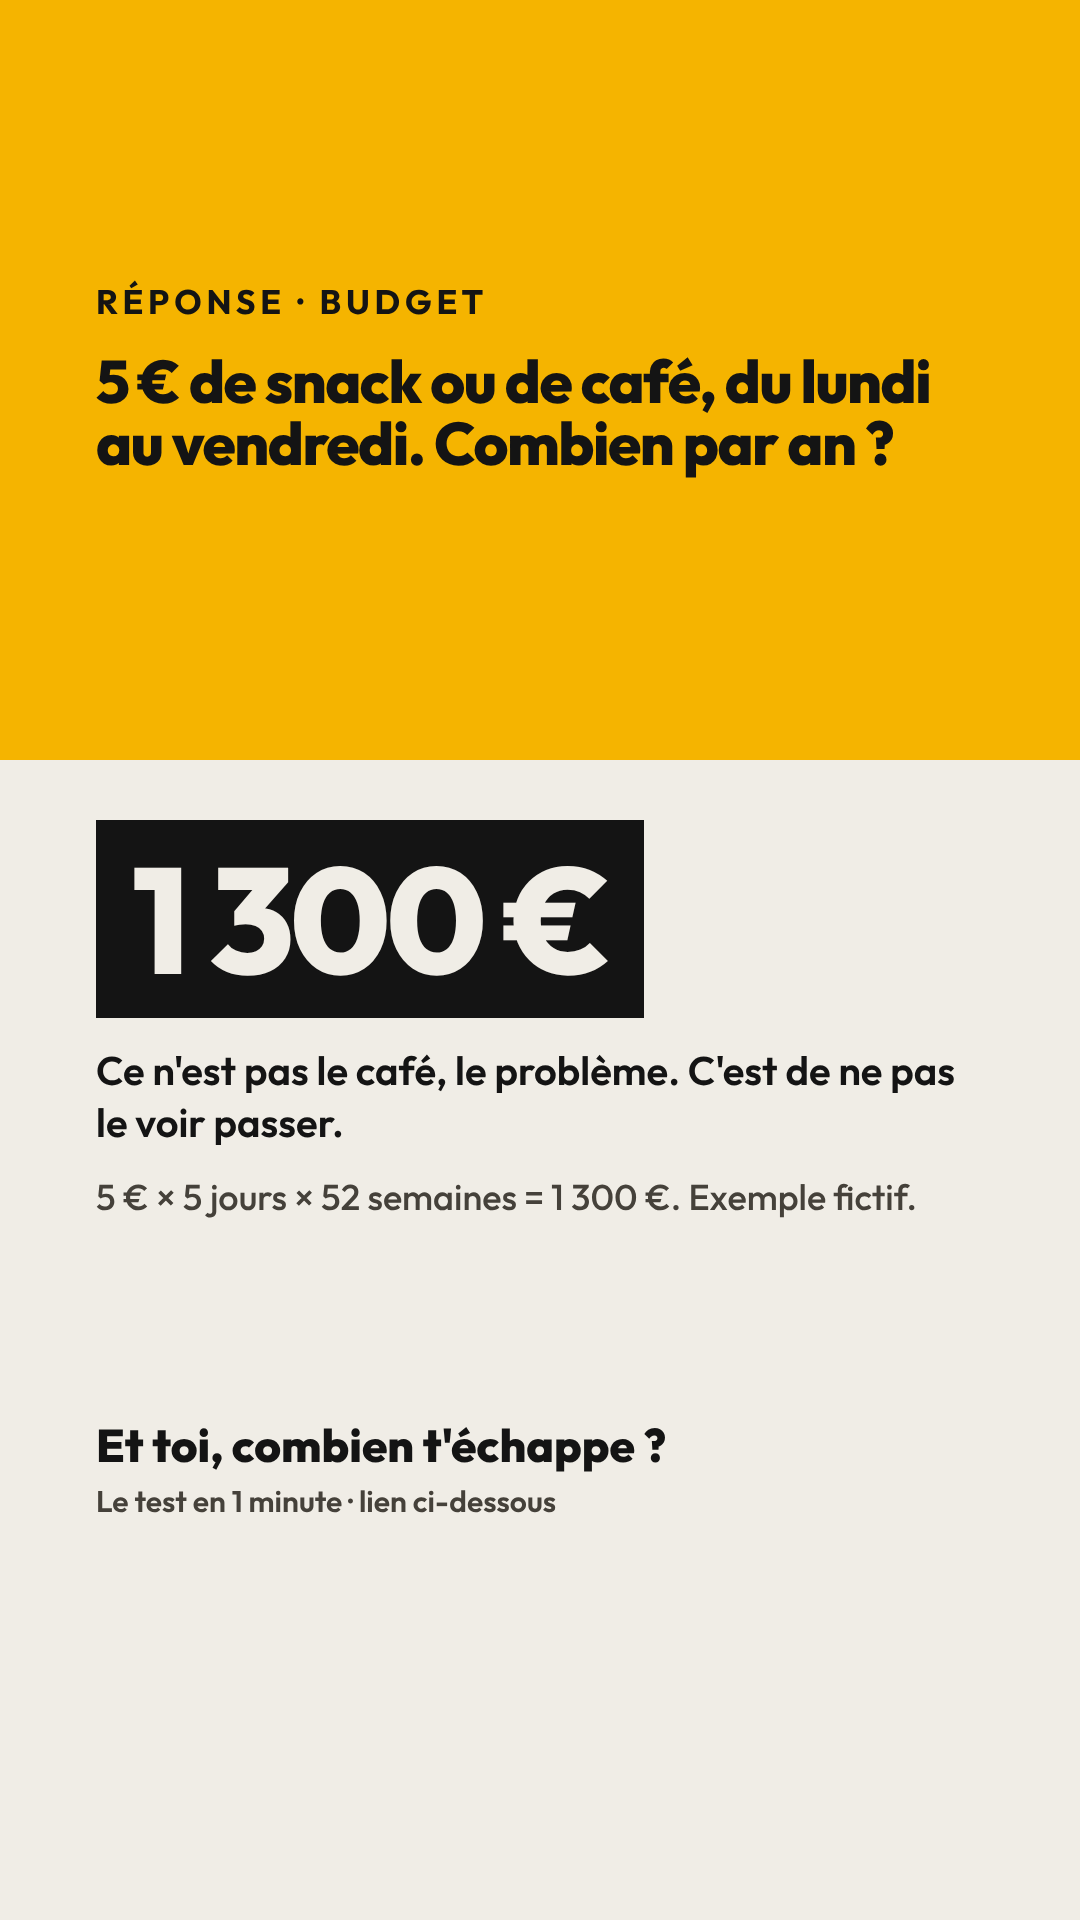 RÉPONSE · BUDGET
5 € de snack ou de café, du lundi
au vendredi. Combien par an ?
1 300 €
Ce n'est pas le café, le problème. C'est de ne pas
le voir passer.
5 € × 5 jours × 52 semaines = 1 300 €. Exemple fictif.
Et toi, combien t'échappe ?
Le test en 1 minute · lien ci-dessous